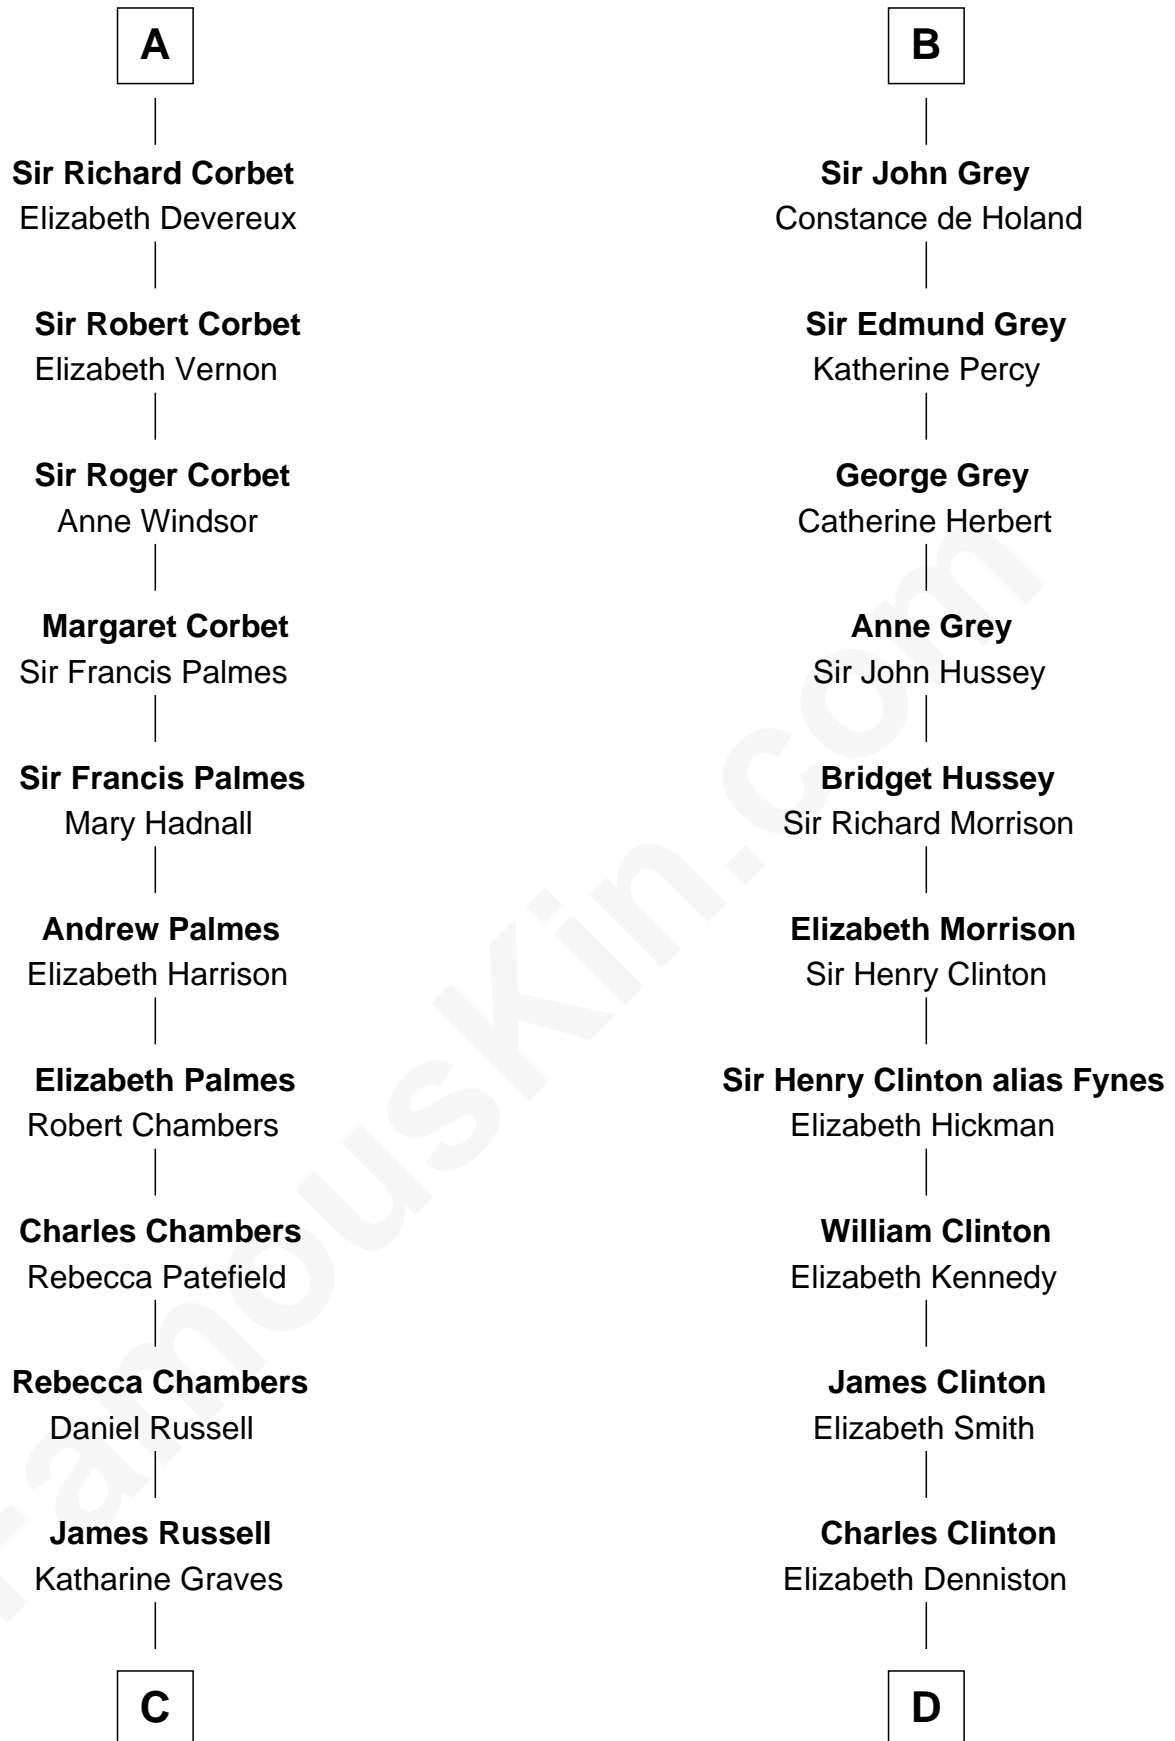 A
Sir Richard Corbet
Elizabeth Devereux
Sir Robert Corbet
Elizabeth Vernon
Sir Roger Corbet
Anne Windsor
Margaret Corbet
Sir Francis Palmes
Sir Francis Palmes
Mary Hadnall
Andrew Palmes
Elizabeth Harrison
Elizabeth Palmes
Robert Chambers
Charles Chambers
Rebecca Patefield
Rebecca Chambers
Daniel Russell
James Russell
Katharine Graves
C
B
Sir John Grey
Constance de Holand
Sir Edmund Grey
Katherine Percy
George Grey
Catherine Herbert
Anne Grey
Sir John Hussey
Bridget Hussey
Sir Richard Morrison
Elizabeth Morrison
Sir Henry Clinton
Sir Henry Clinton alias Fynes
Elizabeth Hickman
William Clinton
Elizabeth Kennedy
James Clinton
Elizabeth Smith
Charles Clinton
Elizabeth Denniston
D
FamousKin.com